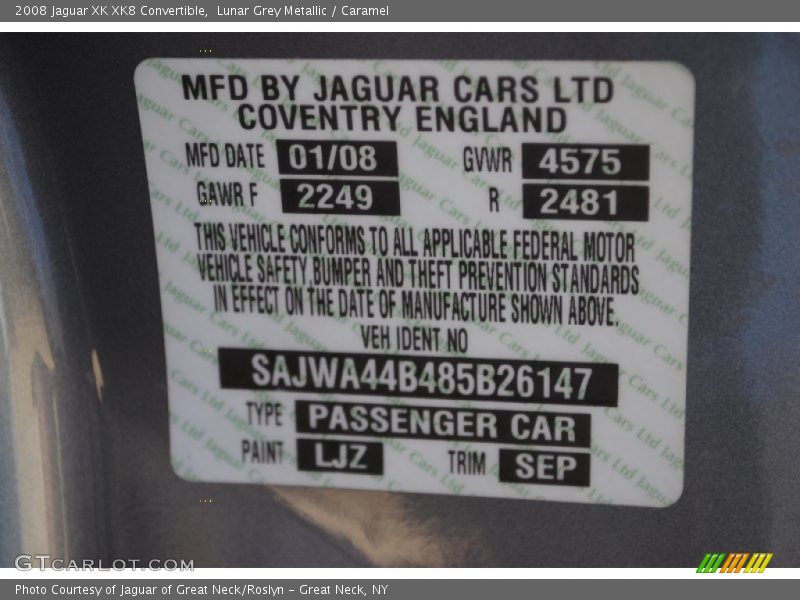 2008 Jaguar XK XK8 Convertible, Lunar Grey Metallic / Caramel
MFD BY JAGUAR CARS LTD
COVENTRY ENGLAND
MFD DATE 01/08 GVWR 4575
GAWR F 2249 R 2481
THIS VEHICLE CONFORMS TO ALL APPLICABLE FEDERAL MOTOR
VEHICLE SAFETY, BUMPER AND THEFT PREVENTION STANDARDS
IN EFFECT ON THE DATE OF MANUFACTURE SHOWN ABOVE.
VEH IDENT NO
SAJWA44B485B26147
TYPE PASSENGER CAR
PAINT LJZ TRIM SEP
GTCARLOT.COM
Photo Courtesy of Jaguar of Great Neck/Roslyn - Great Neck, NY